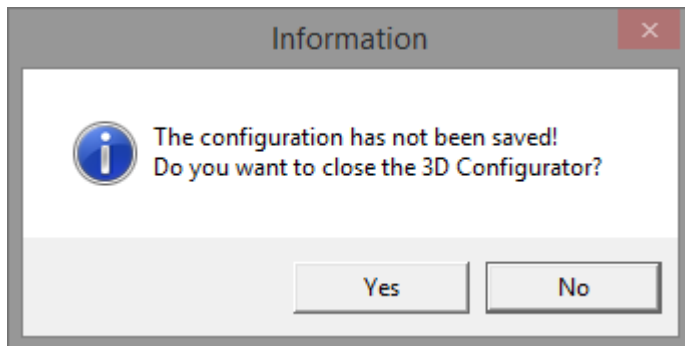 Information
The configuration has not been saved!
Do you want to close the 3D Configurator?
Yes
No